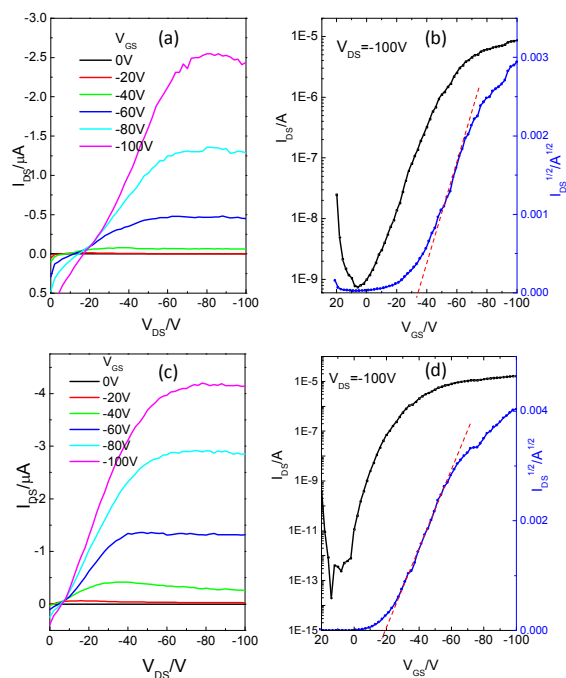 (a)
V_GS
0V
-20V
-40V
-60V
-80V
-100V
-2.5
-2.0
-1.5
-1.0
-0.5
0.0
0.5
I_DS/μA
0 -20 -40 -60 -80 -100
V_DS/V
(b)
V_DS=-100V
1E-5
1E-6
1E-7
1E-8
1E-9
I_DS/A
0.003
0.002
0.001
0.000
I_DS^1/2/A^1/2
20 0 -20 -40 -60 -80 -100
V_GS/V
(c)
V_GS
0V
-20V
-40V
-60V
-80V
-100V
-4
-3
-2
-1
0
I_DS/μA
0 -20 -40 -60 -80 -100
V_DS/V
(d)
V_DS=-100V
1E-5
1E-7
1E-9
1E-11
1E-13
1E-15
I_DS/A
0.004
0.002
0.000
I_DS^1/2/A^1/2
20 0 -20 -40 -60 -80 -100
V_GS/V